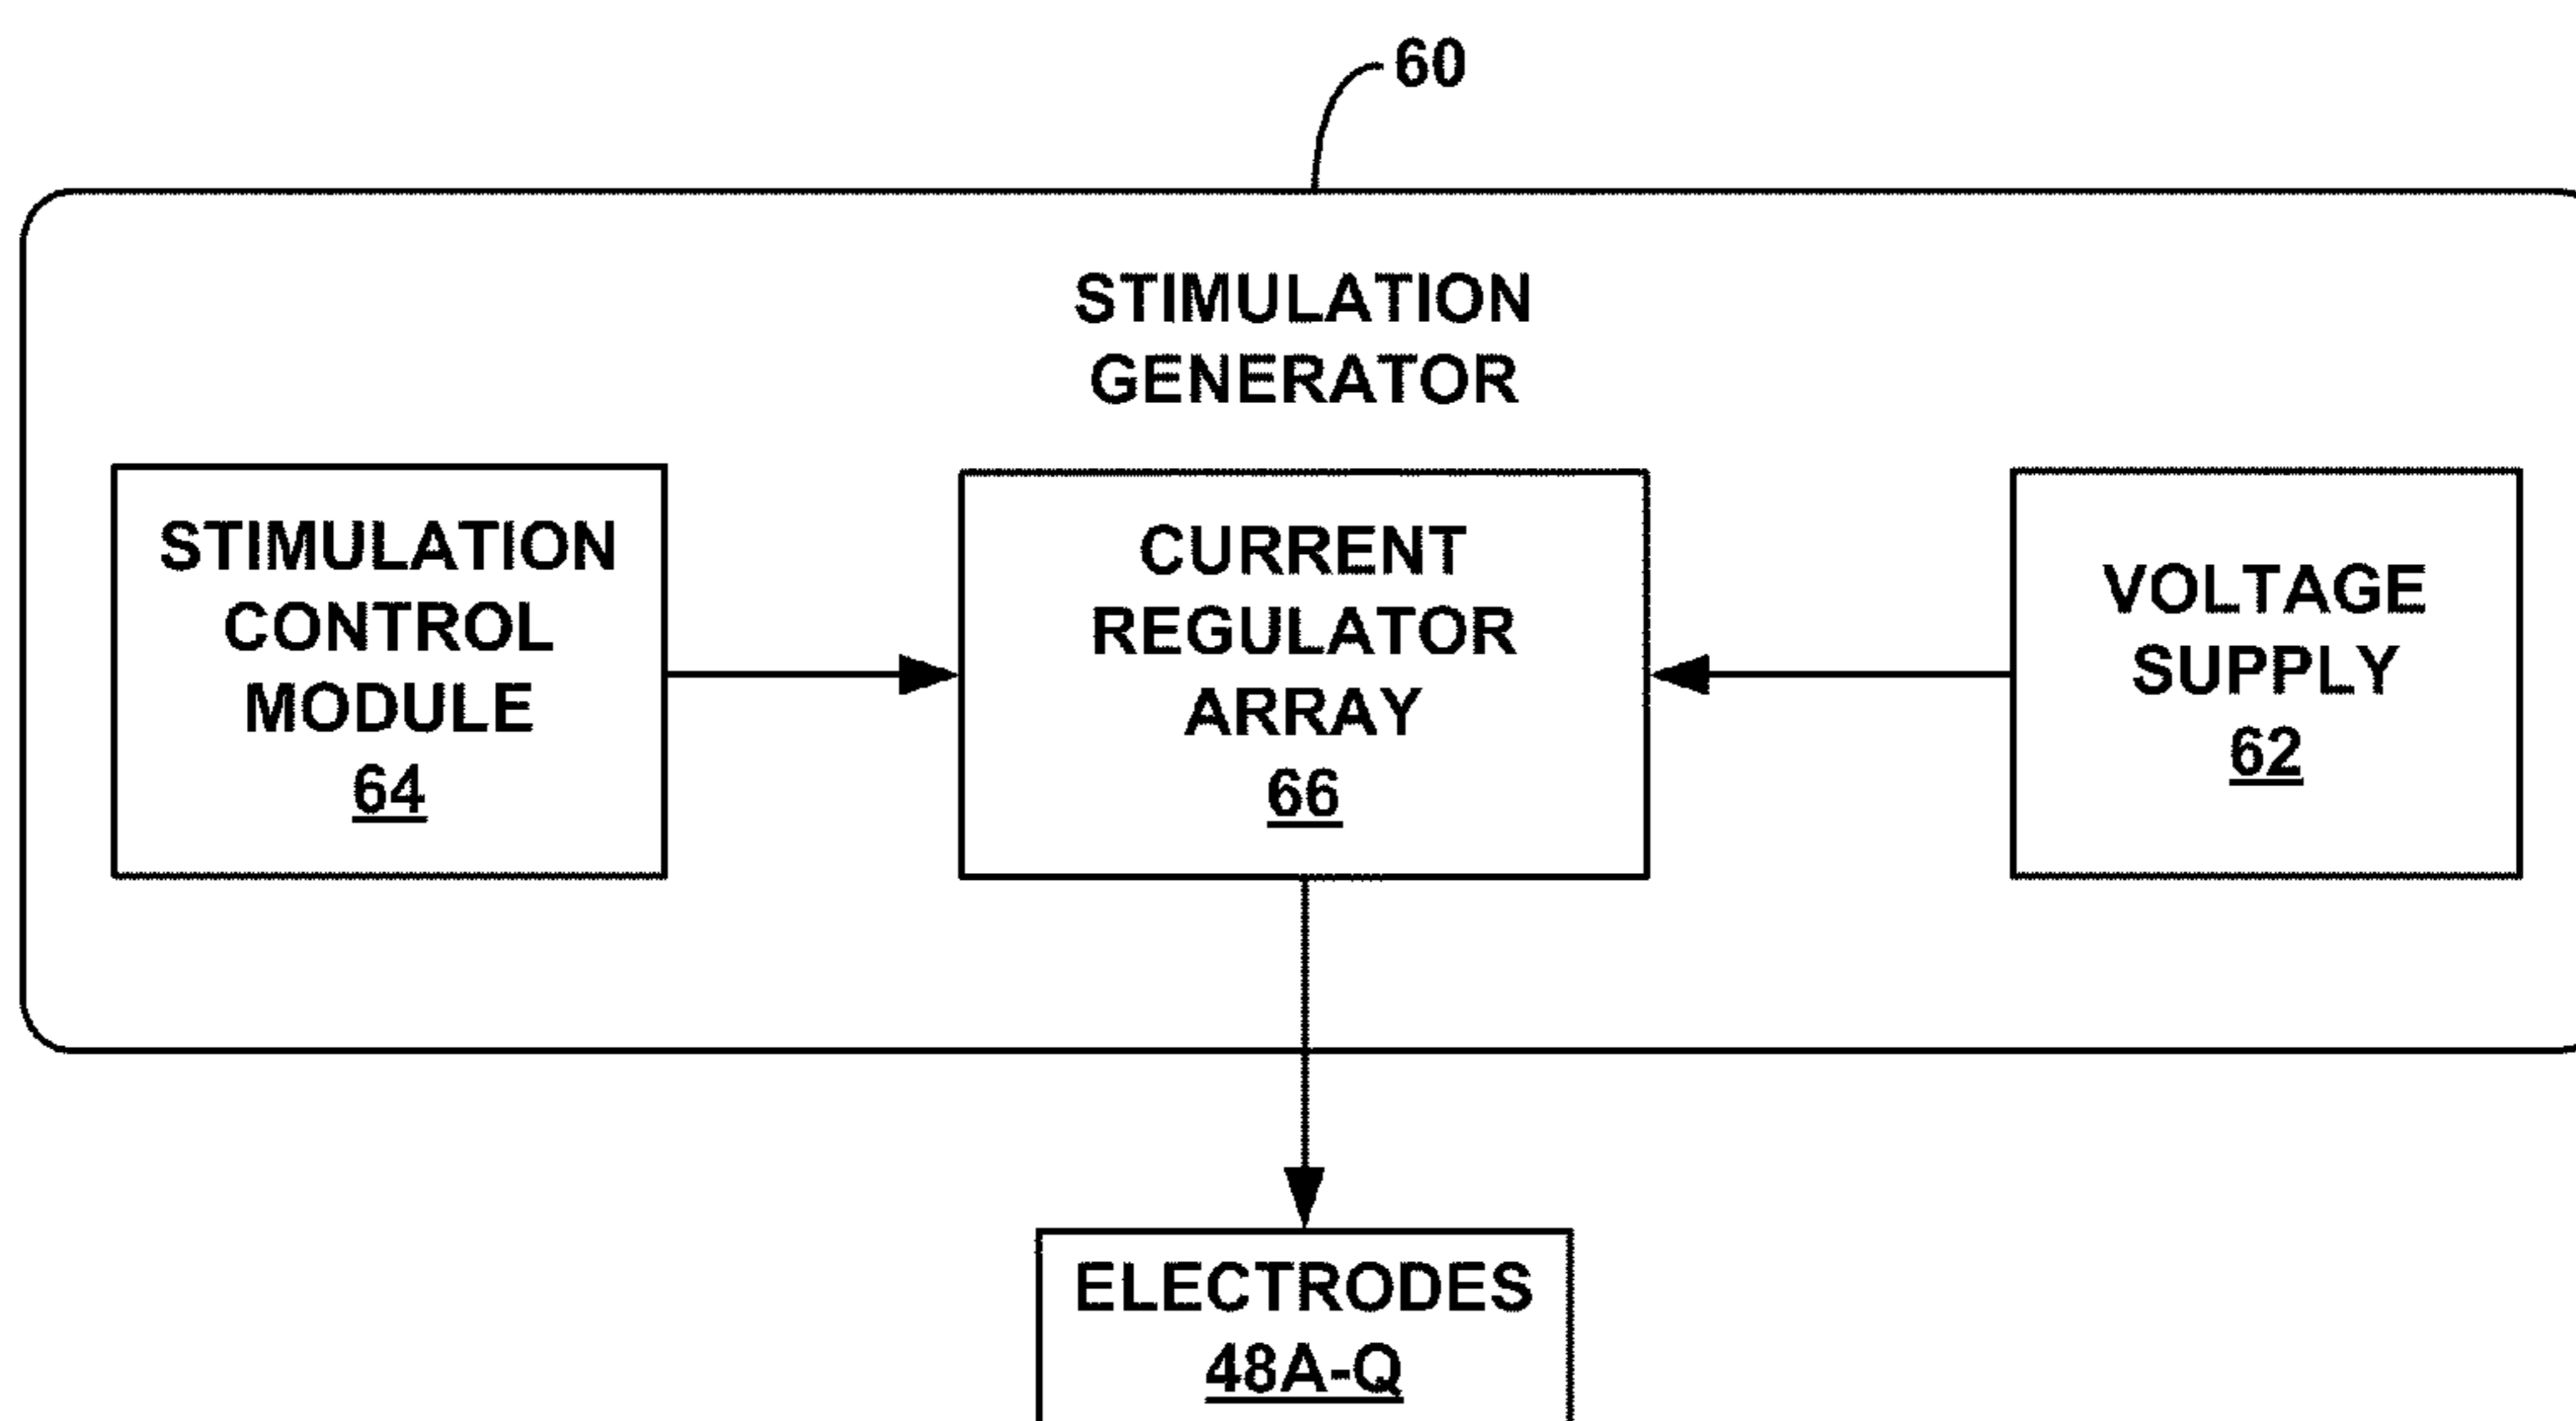 60
STIMULATION
GENERATOR
STIMULATION
CONTROL
MODULE
64
CURRENT
REGULATOR
ARRAY
66
VOLTAGE
SUPPLY
62
ELECTRODES
48A-Q